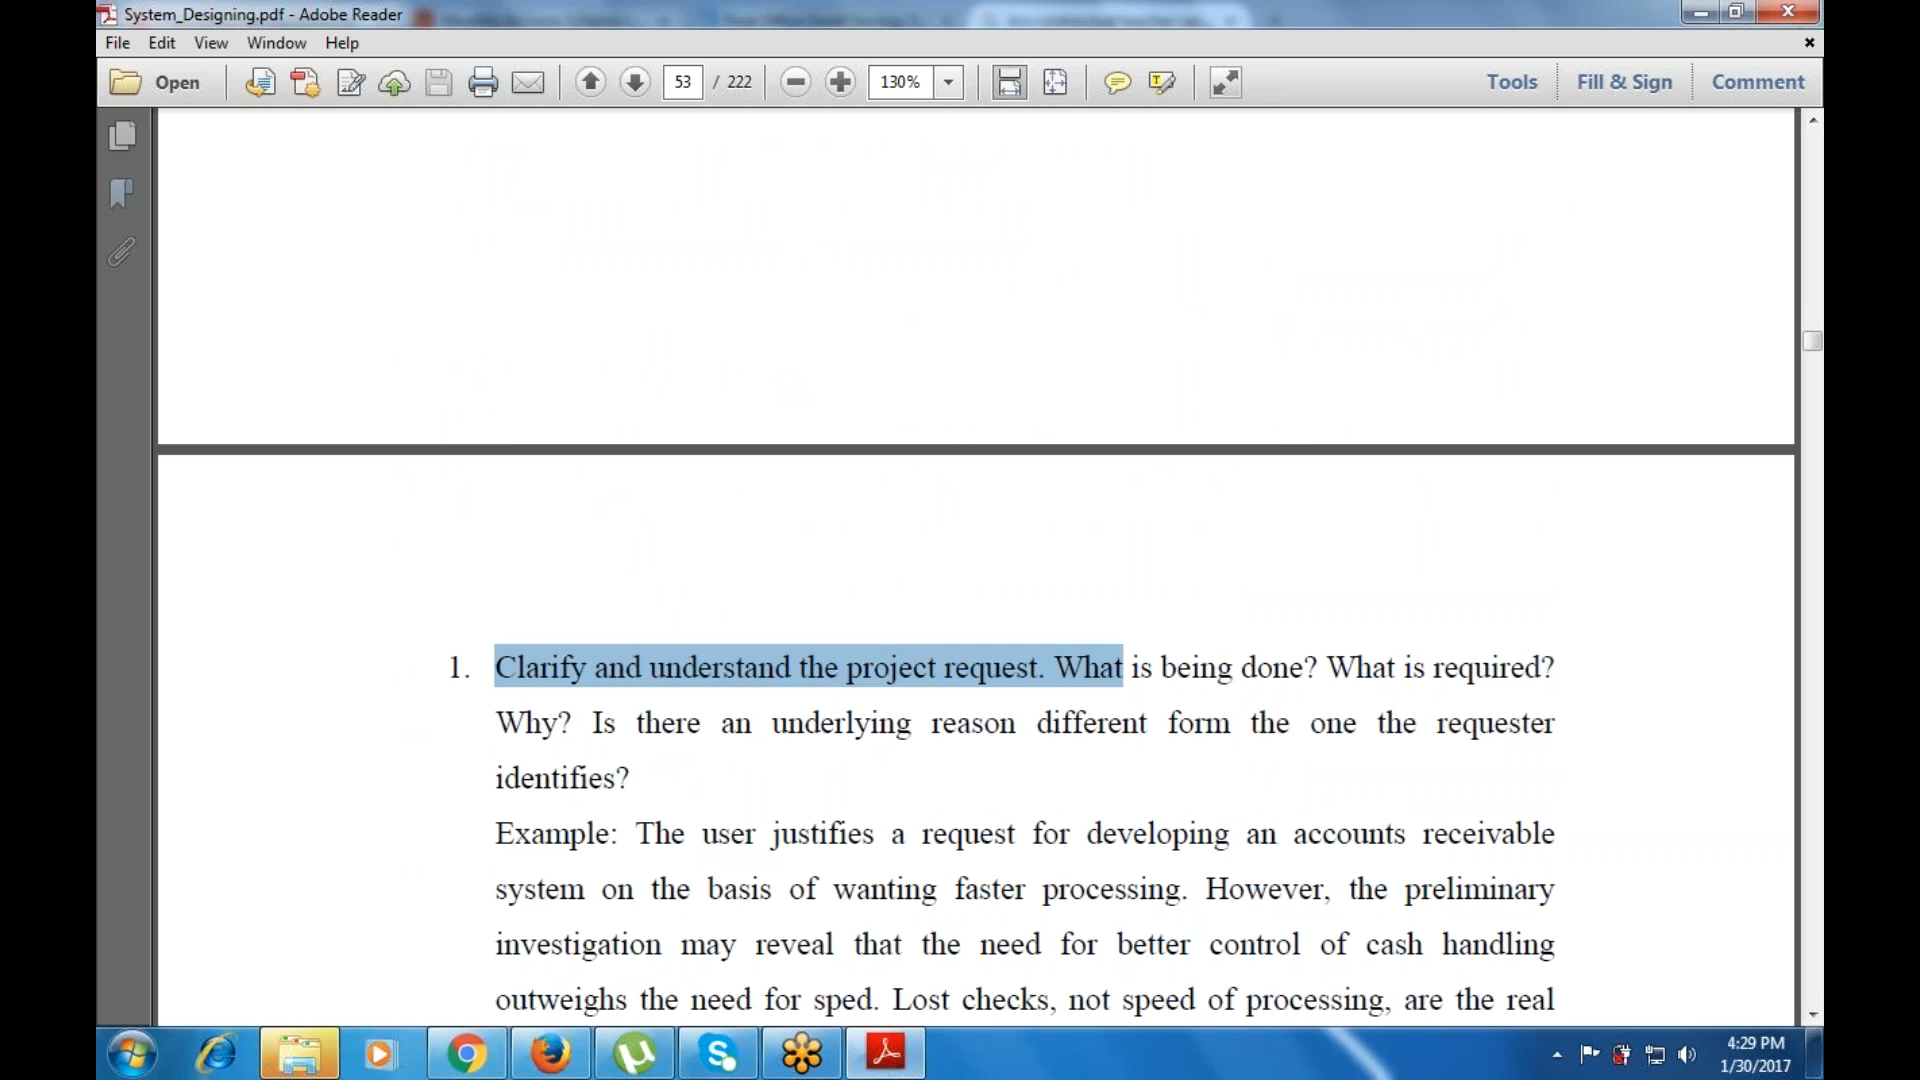 System_Designing.pdf - Adobe Reader
File Edit View Window Help
Open 53 / 222 130% Tools Fill & Sign Comment
1. Clarify and understand the project request. What is being done? What is required?
Why? Is there an underlying reason different form the one the requester
identifies?
Example: The user justifies a request for developing an accounts receivable
system on the basis of wanting faster processing. However, the preliminary
investigation may reveal that the need for better control of cash handling
outweighs the need for sped. Lost checks, not speed of processing, are the real
4:29 PM
1/30/2017